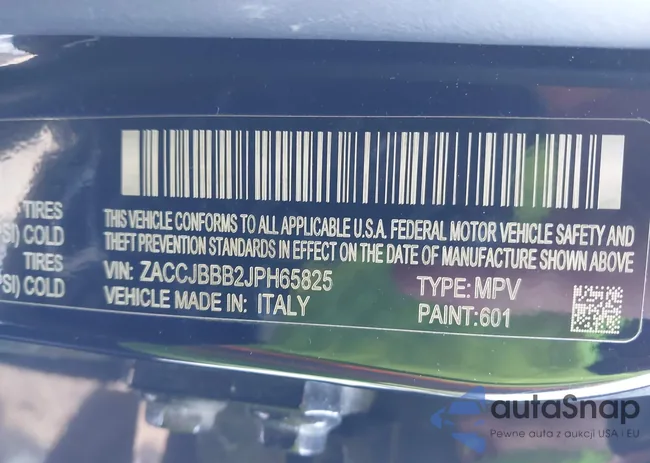 TIRES
SI) COLD
TIRES
PSI) COLD
THIS VEHICLE CONFORMS TO ALL APPLICABLE U.S.A. FEDERAL MOTOR VEHICLE SAFETY AND
THEFT PREVENTION STANDARDS IN EFFECT ON THE DATE OF MANUFACTURE SHOWN ABOVE
VIN: ZACCJBBB2JPH65825 TYPE: MPV
VEHICLE MADE IN: ITALY PAINT:601
autaSnap
Pewne auta z aukcji USA i EU